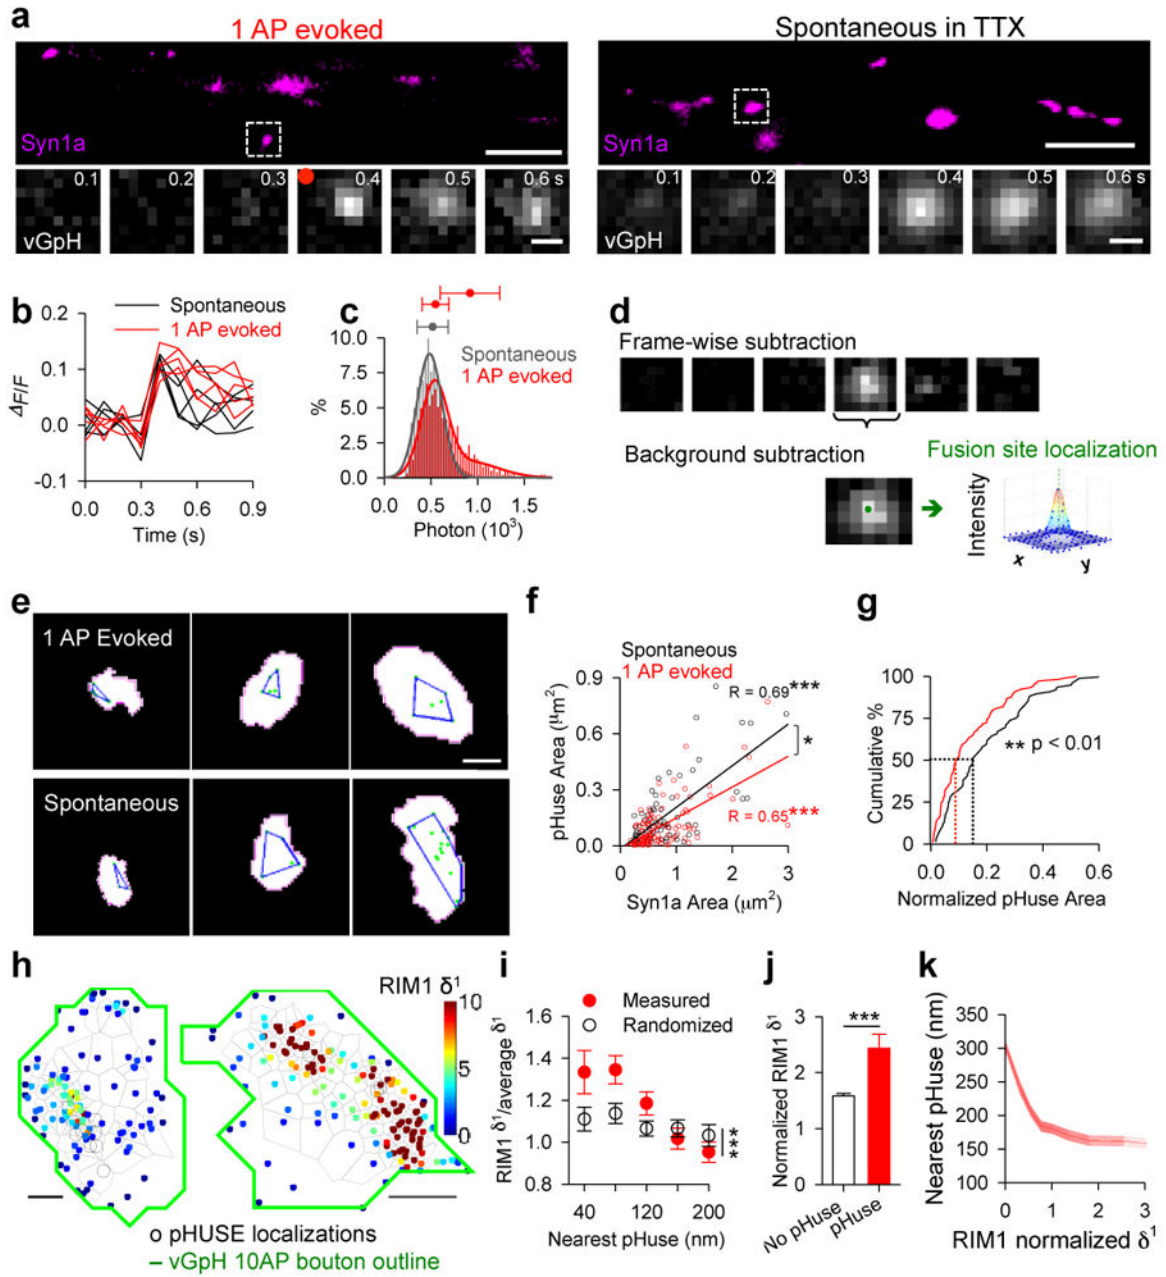 a
1 AP evoked
Spontaneous in TTX
Syn1a
Syn1a
0.1
0.2
0.3
0.4
0.5
0.6 s
vGpH
0.1
0.2
0.3
0.4
0.5
0.6 s
vGpH
b
Spontaneous
1 AP evoked
0.2
0.1
0.0
-0.1
ΔF/F
0.0
0.3
0.6
0.9
Time (s)
c
Spontaneous
1 AP evoked
10.0
7.5
5.0
2.5
0.0
%
0.0
0.5
1.0
1.5
Photon (10³)
d
Frame-wise subtraction
Background subtraction
Fusion site localization
Intensity
x
y
e
1 AP Evoked
Spontaneous
f
Spontaneous
1 AP evoked
0.9
0.6
0.3
0.0
pHuse Area (μm²)
R = 0.69***
*
R = 0.65***
0
1
2
3
Syn1a Area (μm²)
g
100
75
50
25
0
Cumulative %
** p < 0.01
0.0
0.2
0.4
0.6
Normalized pHuse Area
h
RIM1 δ¹
10
5
0
o pHUSE localizations
– vGpH 10AP bouton outline
i
Measured
Randomized
1.6
1.4
1.2
1.0
0.8
RIM1 δ¹/average δ¹
***
40
120
200
Nearest pHuse (nm)
j
***
3
2
1
0
Normalized RIM1 δ¹
No pHuse
pHuse
k
350
300
250
200
150
100
Nearest pHuse (nm)
0
1
2
3
RIM1 normalized δ¹